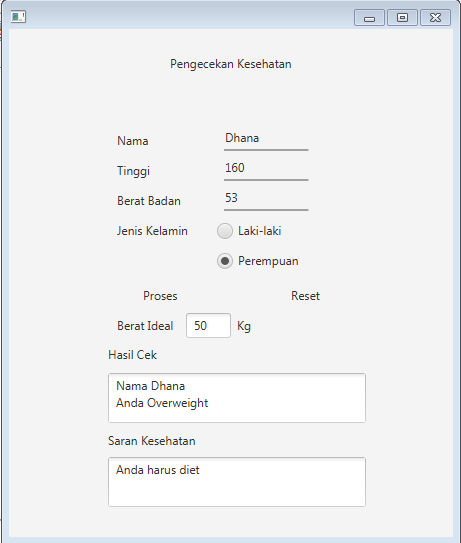 Pengecekan Kesehatan
Nama Dhana
Tinggi 160
Berat Badan 53
Jenis Kelamin Laki-laki
Perempuan
Proses Reset
Berat Ideal 50 Kg
Hasil Cek
Nama Dhana
Anda Overweight
Saran Kesehatan
Anda harus diet